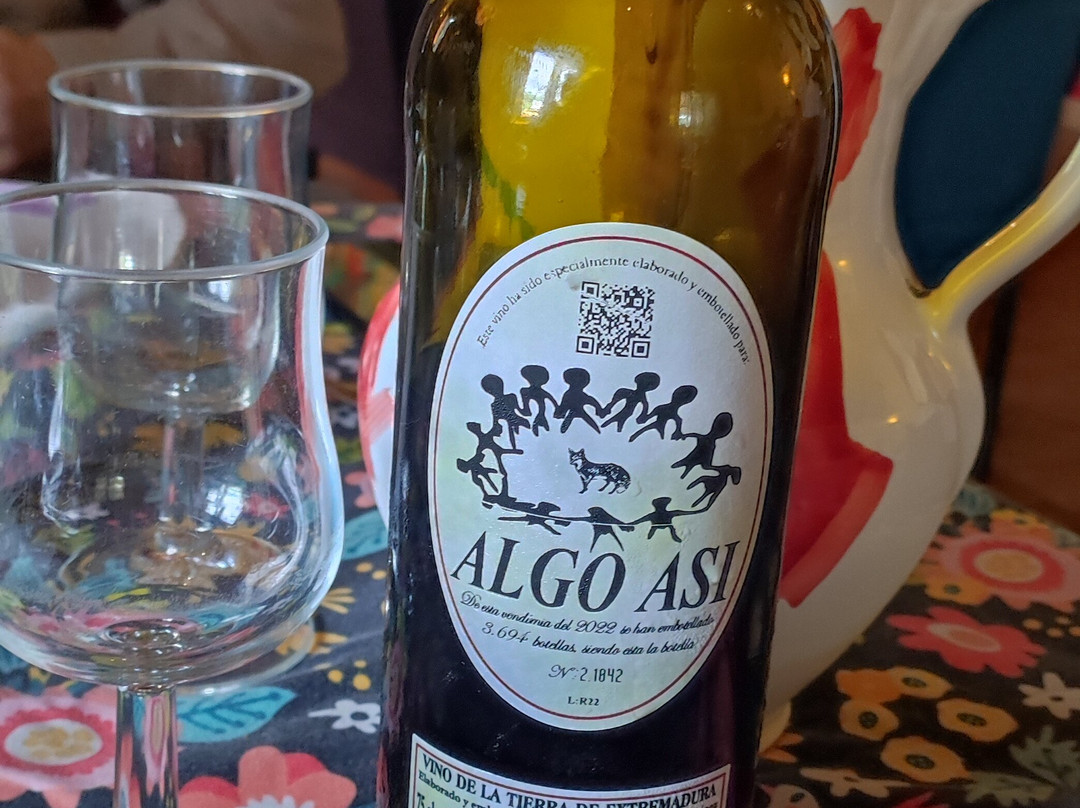 Este vino ha sido especialmente elaborado y embotellado para:
ALGO ASI
De esta vendimia del 2022 se han embotellado
3.694 botellas, siendo esta la botella
Nº: 2.1842
L:R22
VINO DE LA TIERRA DE EXTREMADURA
Elaborado y